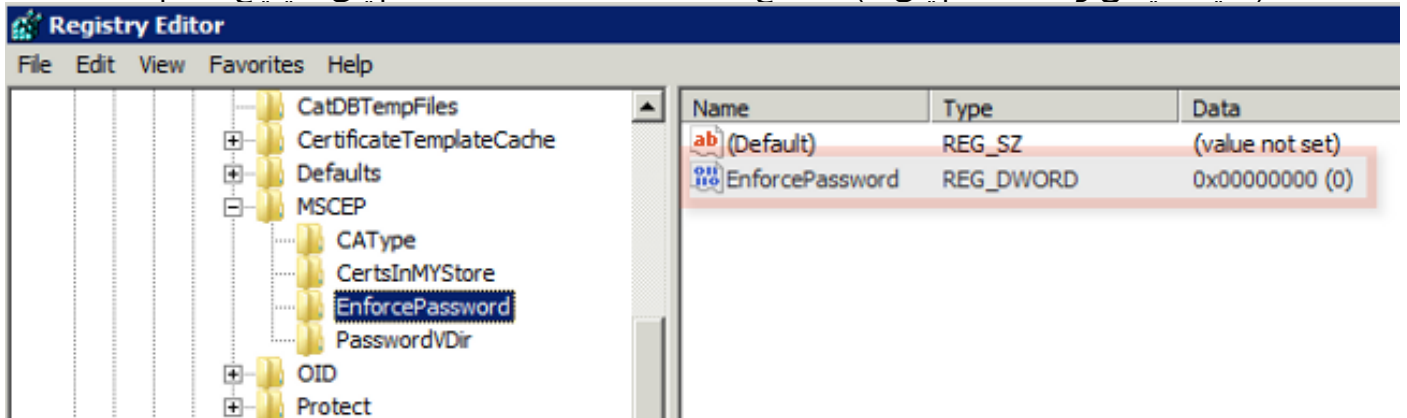 Registry Editor
File Edit View Favorites Help
CatDBTempFiles
CertificateTemplateCache
Defaults
MSCEP
CAType
CertsInMYStore
EnforcePassword
PasswordVDir
OID
Protect
Name Type Data
(Default) REG_SZ (value not set)
EnforcePassword REG_DWORD 0x00000000 (0)